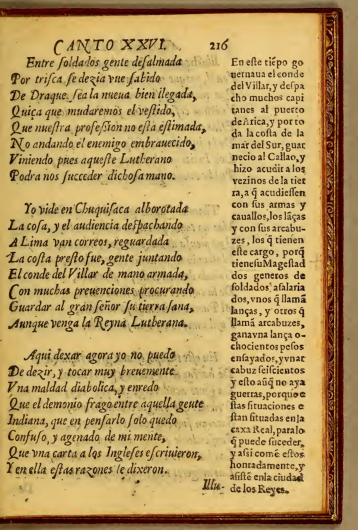 CANTO XXVI.
216
Entre soldados gente desalmada
Por trisca se dezia vne sabido
De Draque, sea la nueua bien llegada,
Quiça que mudaremos el vestido,
Que nuestra profession no esta estimada,
No andando el enemigo embrauecido,
Viniendo pues aqueste Lutherano
Podra nos succeder dichosa mano.
Yo vide en Chuquisaca alborotada
La cosa, y el audiencia despachando
A Lima van correos, reguardada
La costa presto fue, gente juntando
El conde del Villar de mano armada,
Con muchas preuenciones procurando
Guardar al gran señor su tierra sana,
Aunque venga la Reyna Lutherana.
Aqui dexar agora yo no puedo
De dezir, y tocar muy breuemente
Vna maldad diabolica, y enredo
Que el demonio fragò entre aquella gente
Indiana, que en pensarlo solo quedo
Confuso, y agenado de mi mente,
Que vna carta a los Ingleses escriuieron,
Y en ella estas razones le dixeron.
Illu-
En este tiẽpo go
uernaua el conde
del Villar, y despa
cho muchos capi
tanes al puerto
de Arica, y por to
da la costa de la
mar del Sur, guar
necio al Callao, y
hizo acudir a los
vezinos de la tier
ra, a q̃ acudiessen
con sus armas y
cauallos, los lãças
y con sus arcabu-
zes, los q̃ tienen
este cargo, porq̃
tiene su Magestad
dos generos de
soldados, asalaria
dos, vnos q̃ llamã
lanças, y otros q̃
llamã arcabuzes,
ganaua vna lança o-
chocientos pesos
ensayados, y vn ar
cabuz seiscientos
y esto aũq̃ no aya
guerras, porque e
stas situaciones e
stan situadas en la
caxa Real, para lo
q̃ puede suceder,
y asi comẽ estos
honradamente, y
asistẽ en la ciudad
de los Reyes.